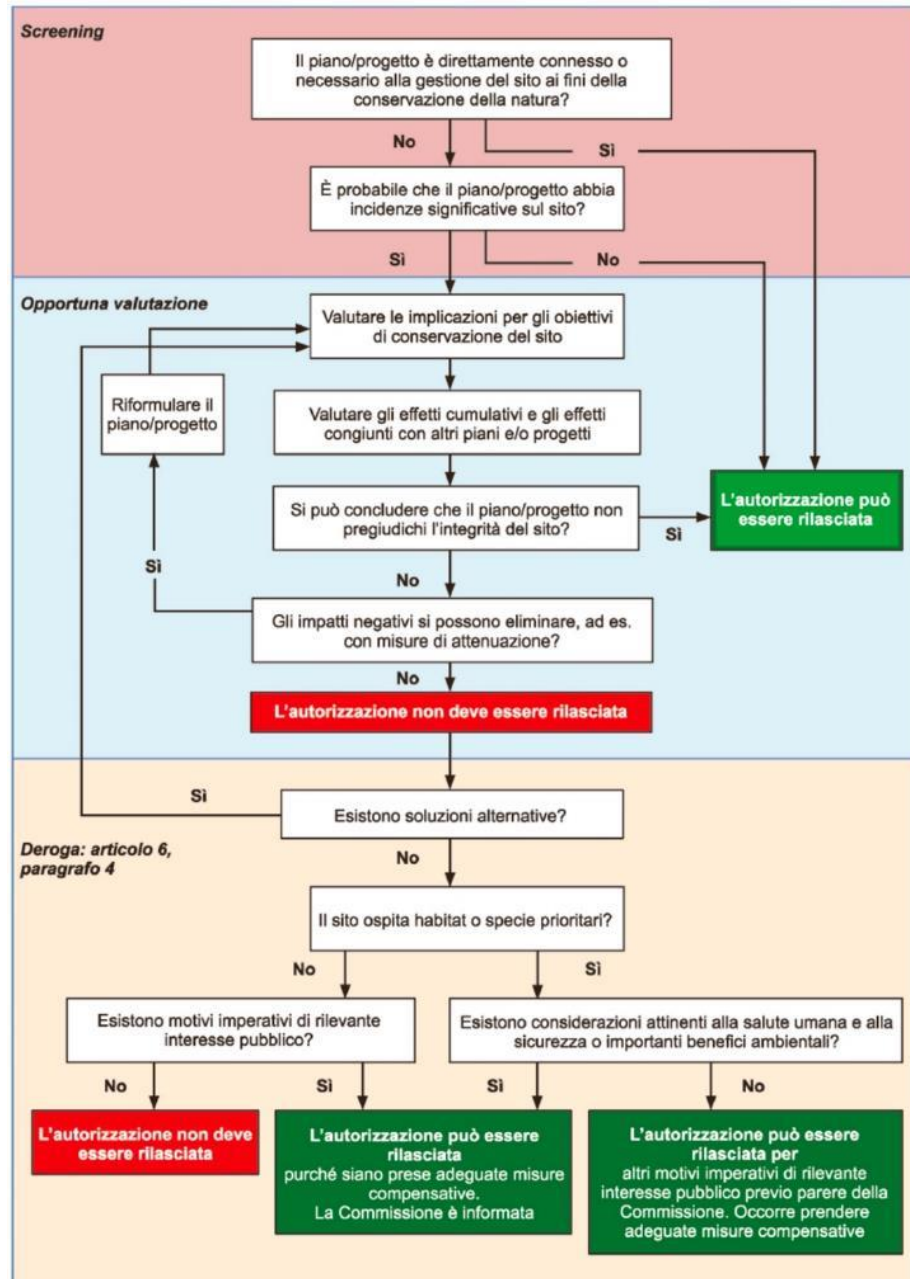 Screening
Il piano/progetto è direttamente connesso o
necessario alla gestione del sito ai fini della
conservazione della natura?
No
Sì
È probabile che il piano/progetto abbia
incidenze significative sul sito?
Sì
No
Opportuna valutazione
Valutare le implicazioni per gli obiettivi
di conservazione del sito
Riformulare il
piano/progetto
Valutare gli effetti cumulativi e gli effetti
congiunti con altri piani e/o progetti
Si può concludere che il piano/progetto non
pregiudichi l'integrità del sito?
Sì
L'autorizzazione può
essere rilasciata
Sì
No
Gli impatti negativi si possono eliminare, ad es.
con misure di attenuazione?
No
L'autorizzazione non deve essere rilasciata
Sì
Esistono soluzioni alternative?
Deroga: articolo 6,
paragrafo 4
No
Il sito ospita habitat o specie prioritari?
No
Sì
Esistono motivi imperativi di rilevante
interesse pubblico?
Esistono considerazioni attinenti alla salute umana e alla
sicurezza o importanti benefici ambientali?
No
Sì
Sì
No
L'autorizzazione non deve
essere rilasciata
L'autorizzazione può essere
rilasciata
purché siano prese adeguate misure
compensative.
La Commissione è informata
L'autorizzazione può essere
rilasciata per
altri motivi imperativi di rilevante
interesse pubblico previo parere della
Commissione. Occorre prendere
adeguate misure compensative